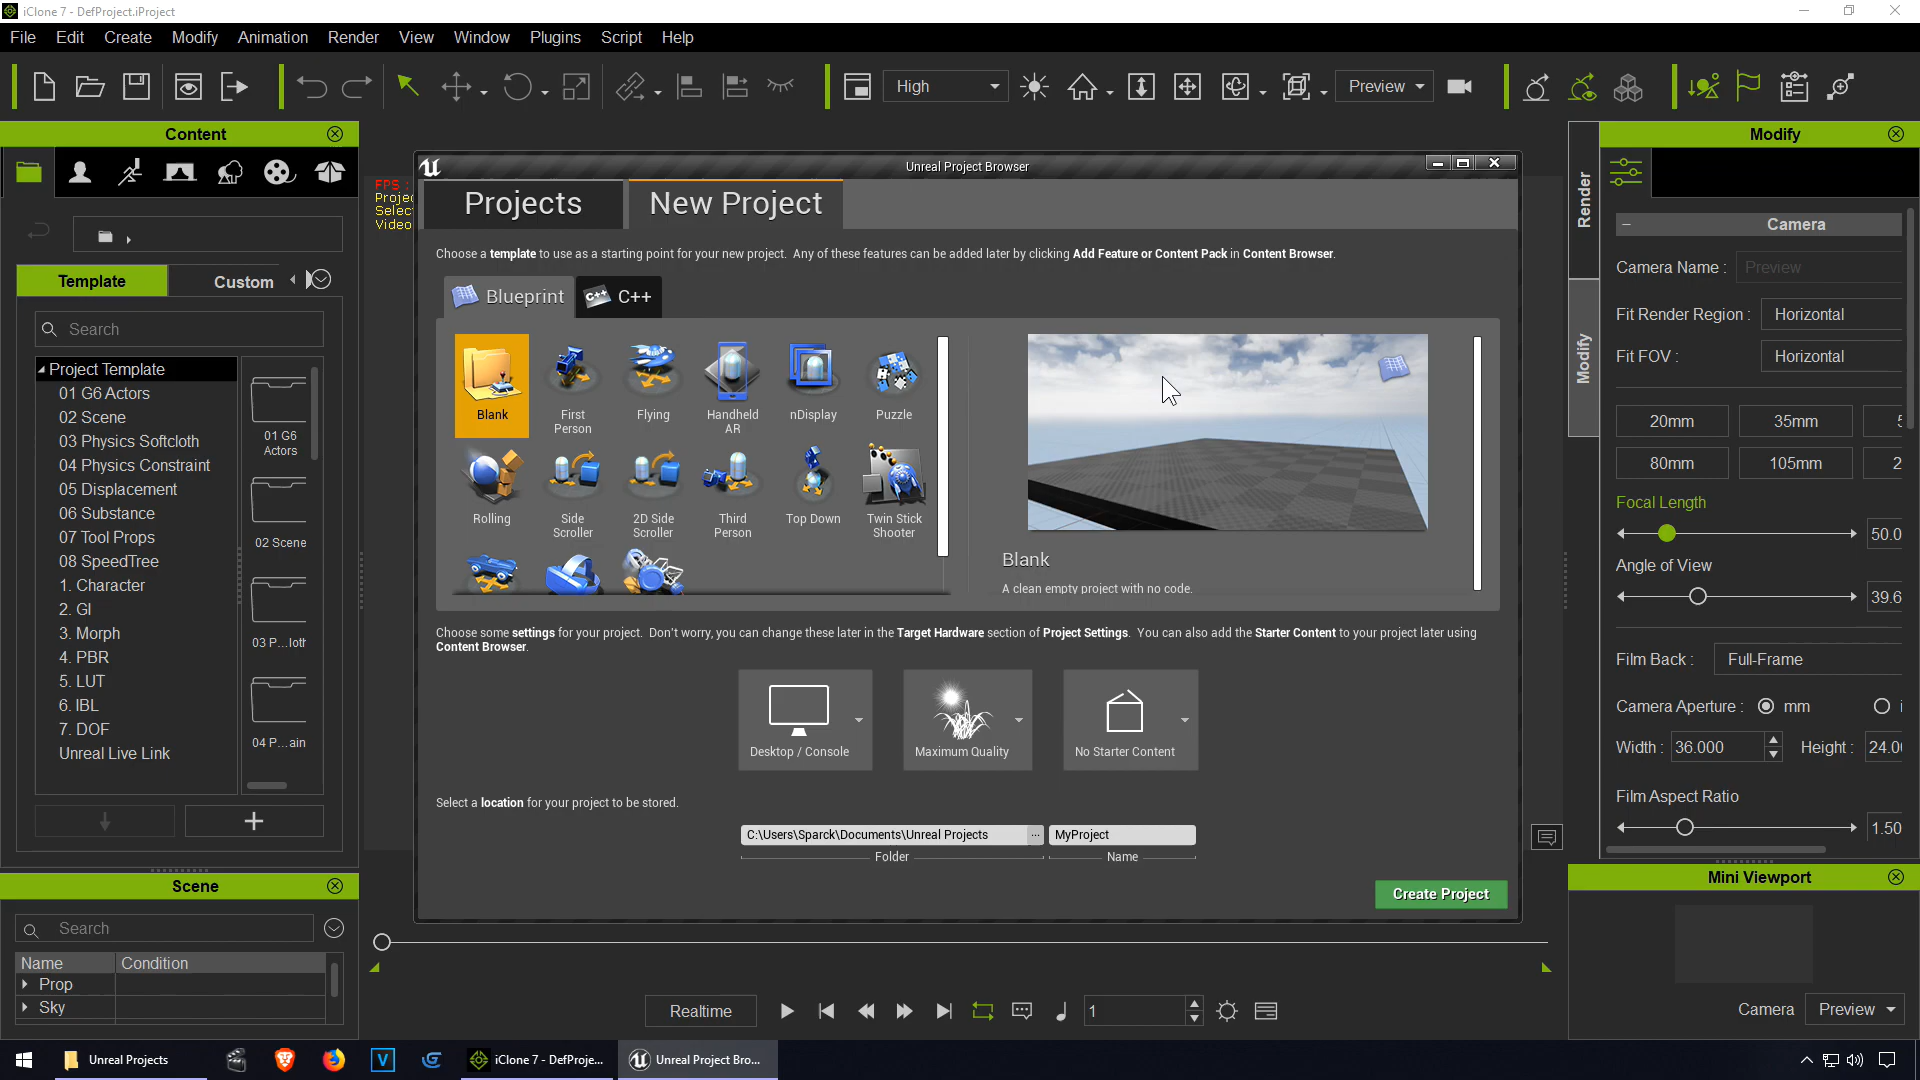 iClone 7 - DefProject.iProject
File Edit Create Modify Animation Render View Window Plugins Script Help
High
Preview
Content
Template
Custom
Search
Project Template
01 G6 Actors
02 Scene
03 Physics Softcloth
04 Physics Constraint
05 Displacement
06 Substance
07 Tool Props
08 SpeedTree
1. Character
2. GI
3. Morph
4. PBR
5. LUT
6. IBL
7. DOF
Unreal Live Link
01 G6
Actors
02 Scene
03 P...loth
04 P...ain
Scene
Search
Name Condition
Prop
Sky
FPS :
Projec
Select
Video
Unreal Project Browser
Projects
New Project
Choose a template to use as a starting point for your new project. Any of these features can be added later by clicking Add Feature or Content Pack in Content Browser.
Blueprint
C++
C++
Blank
First
Person
Flying
Handheld
AR
nDisplay
Puzzle
Rolling
Side
Scroller
2D Side
Scroller
Third
Person
Top Down
Twin Stick
Shooter
Blank
A clean empty project with no code.
Choose some settings for your project. Don't worry, you can change these later in the Target Hardware section of Project Settings. You can also add the Starter Content to your project later using
Content Browser.
Desktop / Console
Maximum Quality
No Starter Content
Select a location for your project to be stored.
C:\Users\Sparck\Documents\Unreal Projects
...
MyProject
Folder
Name
Create Project
Realtime
1
Render
Modify
Modify
Camera
Camera Name :
Preview
Fit Render Region :
Horizontal
Fit FOV :
Horizontal
20mm
35mm
5
80mm
105mm
2
Focal Length
50.0
Angle of View
39.6
Film Back :
Full-Frame
Camera Aperture :
mm
i
Width :
36.000
Height :
24.0
Film Aspect Ratio
1.50
Mini Viewport
Camera
Preview
Unreal Projects
V
iClone 7 - DefProje...
Unreal Project Bro...